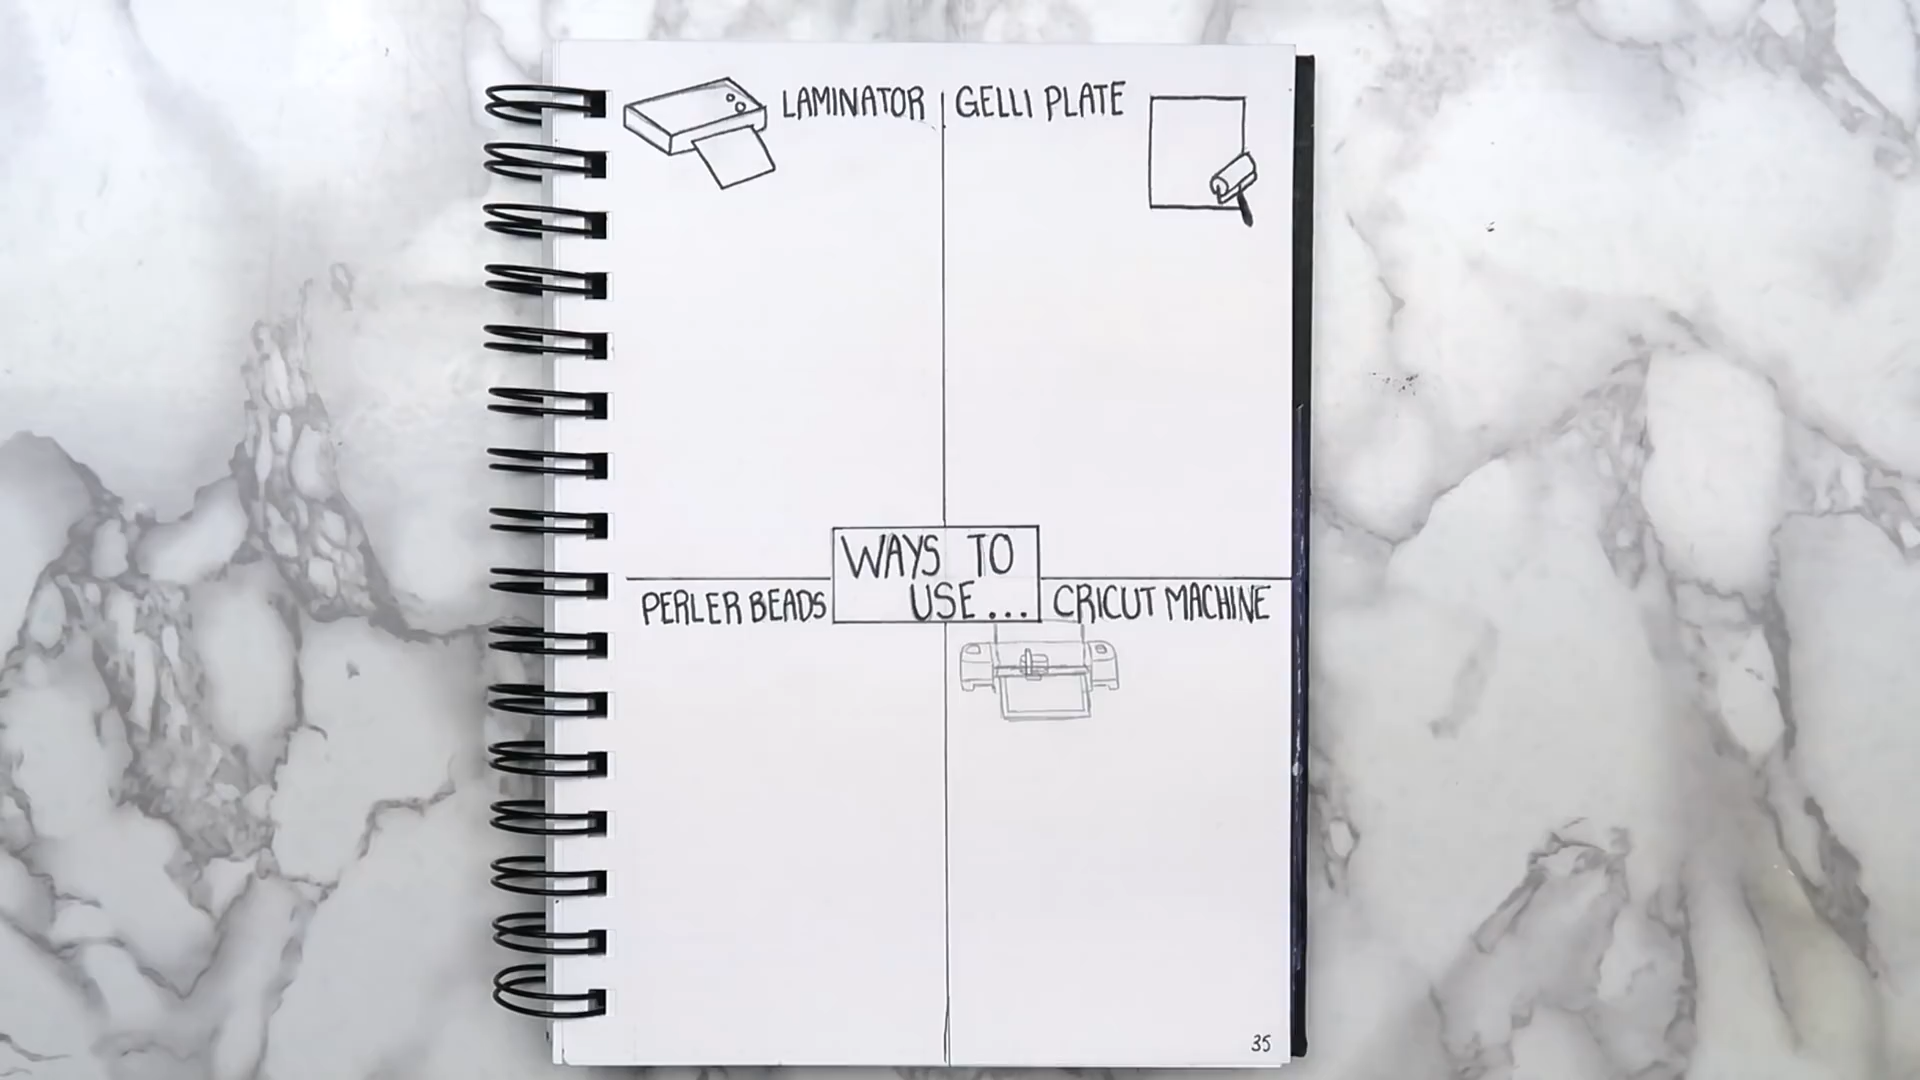 LAMINATOR
GELLI PLATE
WAYS TO
USE...
PERLER BEADS
CRICUT MACHINE
35